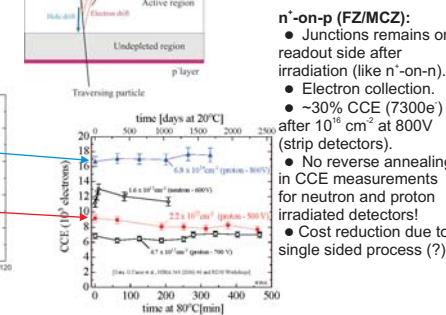 Active region
Hole drift
Electron drift
Undepleted region
p⁺layer
Traversing particle
time [days at 20°C]
0 500 1000 1500 2000 2500
CCE (10³ electrons)
20
18
16
14
12
10
8
6
4
2
0
6.8 x 10¹⁴cm⁻² (proton - 800V)
1.6 x 10¹⁵cm⁻² (neutron - 600V)
2.2 x 10¹⁵cm⁻² (proton - 500 V)
4.7 x 10¹⁵cm⁻² (proton - 700 V)
0 100 200 300 400 500
time at 80°C[min]
120
n⁺-on-p (FZ/MCZ):
● Junctions remains on
readout side after
irradiation (like n⁺-on-n).
● Electron collection.
● ~30% CCE (7300e⁻)
after 10¹⁶ cm⁻² at 800V
(strip detectors).
● No reverse annealing
in CCE measurements
for neutron and proton
irradiated detectors!
● Cost reduction due to
single sided process (?)